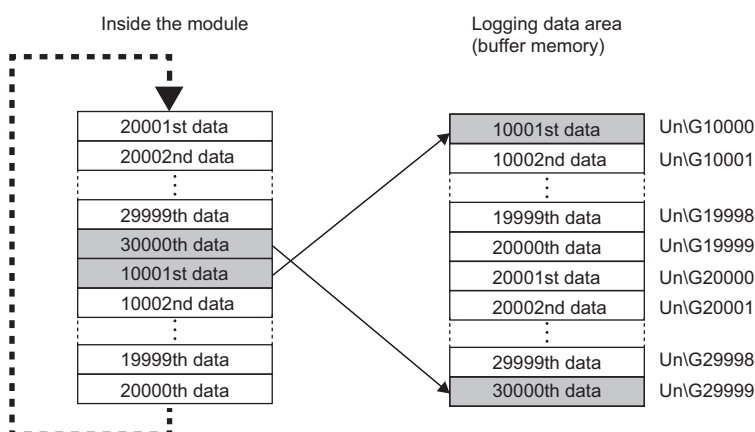 Inside the module
20001st data
20002nd data
⋮
29999th data
30000th data
10001st data
10002nd data
⋮
19999th data
20000th data
Logging data area
(buffer memory)
10001st data Un\G10000
10002nd data Un\G10001
⋮
19999th data Un\G19998
20000th data Un\G19999
20001st data Un\G20000
20002nd data Un\G20001
⋮
29999th data Un\G29998
30000th data Un\G29999